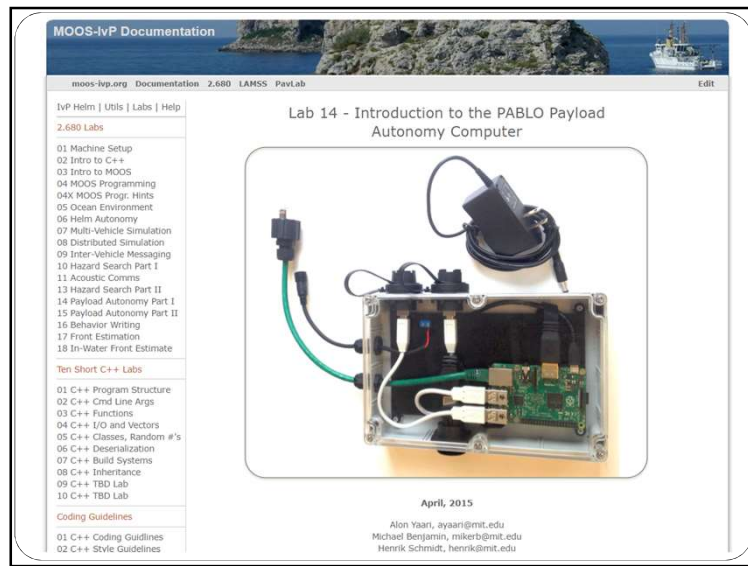 MOOS-IvP Documentation
moos-ivp.org Documentation 2.680 LAMSS PavLab Edit
IvP Helm | Utils | Labs | Help
2.680 Labs
01 Machine Setup
02 Intro to C++
03 Intro to MOOS
04 MOOS Programming
04X MOOS Progr. Hints
05 Ocean Environment
06 Helm Autonomy
07 Multi-Vehicle Simulation
08 Distributed Simulation
09 Inter-Vehicle Messaging
10 Hazard Search Part I
11 Acoustic Comms
13 Hazard Search Part II
14 Payload Autonomy Part I
15 Payload Autonomy Part II
16 Behavior Writing
17 Front Estimation
18 In-Water Front Estimate
Ten Short C++ Labs
01 C++ Program Structure
02 C++ Cmd Line Args
03 C++ Functions
04 C++ I/O and Vectors
05 C++ Classes, Random #'s
06 C++ Deserialization
07 C++ Build Systems
08 C++ Inheritance
09 C++ TBD Lab
10 C++ TBD Lab
Coding Guidelines
01 C++ Coding Guidlines
02 C++ Style Guidelines
Lab 14 - Introduction to the PABLO Payload
Autonomy Computer
April, 2015
Alon Yaari, ayaari@mit.edu
Michael Benjamin, mikerb@mit.edu
Henrik Schmidt, henrik@mit.edu